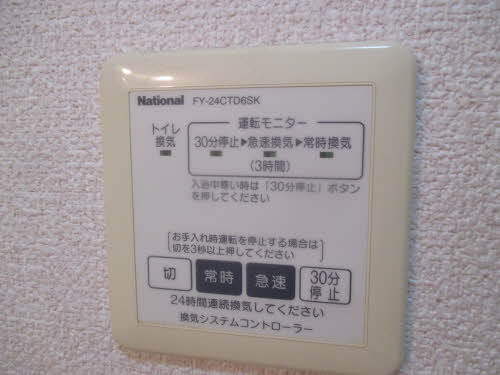 National FY-24CTD6SK
運転モニター
トイレ
換気
30分停止▶急速換気▶常時換気
(3時間)
入浴中寒い時は「30分停止」ボタン
を押してください
お手入れ時運転を停止する場合は
切を3秒以上押してください
切 常時 急速 30分
停止
24時間連続換気してください
換気システムコントローラー